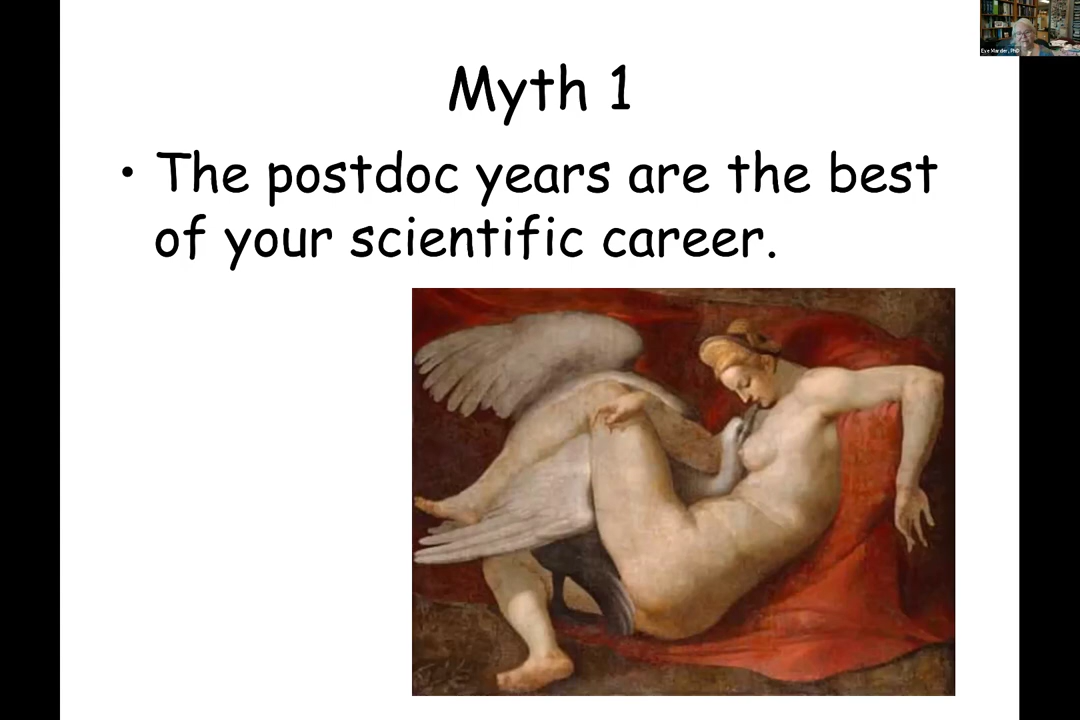 Myth 1
• The postdoc years are the best
of your scientific career.
Eve Marder, PhD